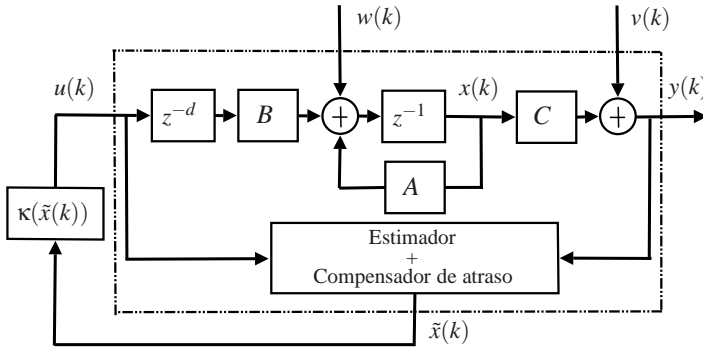 w(k)
v(k)
u(k)
z⁻ᵈ
B
+
z⁻¹
x(k)
C
+
y(k)
A
κ(x̃(k))
Estimador
+
Compensador de atraso
x̃(k)